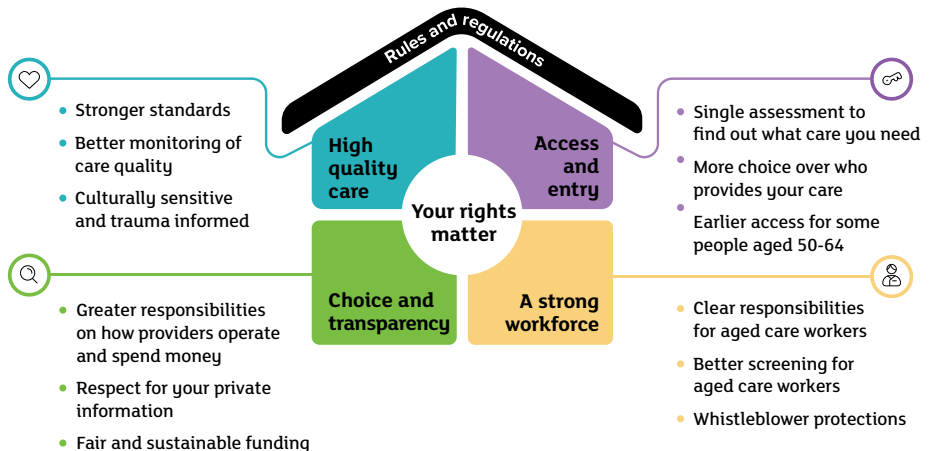 Rules and regulations
Stronger standards
Better monitoring of
care quality
Culturally sensitive
and trauma informed
High
quality
care
Access
and
entry
Single assessment to
find out what care you need
More choice over who
provides your care
Earlier access for some
people aged 50-64
Your rights
matter
Greater responsibilities
on how providers operate
and spend money
Respect for your private
information
Fair and sustainable funding
Choice and
transparency
A strong
workforce
Clear responsibilities
for aged care workers
Better screening for
aged care workers
Whistleblower protections